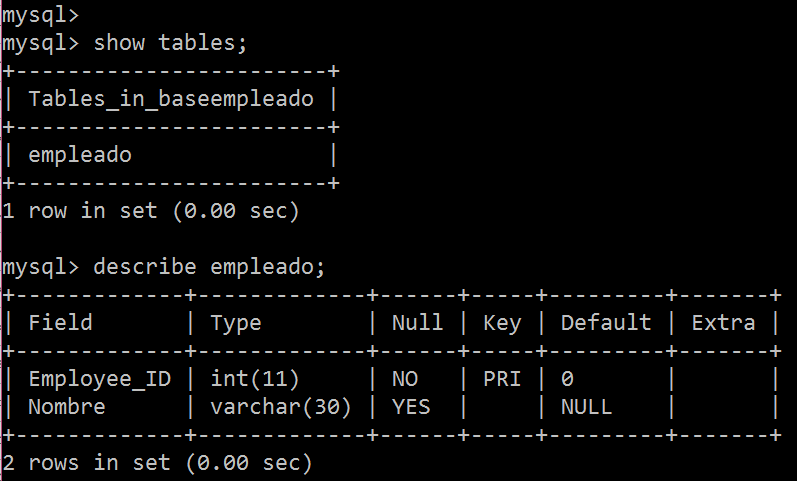 mysql>
mysql> show tables;
+------------------------+
| Tables_in_baseempleado |
+------------------------+
| empleado               |
+------------------------+
1 row in set (0.00 sec)

mysql> describe empleado;
+-------------+-------------+------+-----+---------+-------+
| Field       | Type        | Null | Key | Default | Extra |
+-------------+-------------+------+-----+---------+-------+
| Employee_ID | int(11)     | NO   | PRI | 0       |       |
| Nombre      | varchar(30) | YES  |     | NULL    |       |
+-------------+-------------+------+-----+---------+-------+
2 rows in set (0.00 sec)